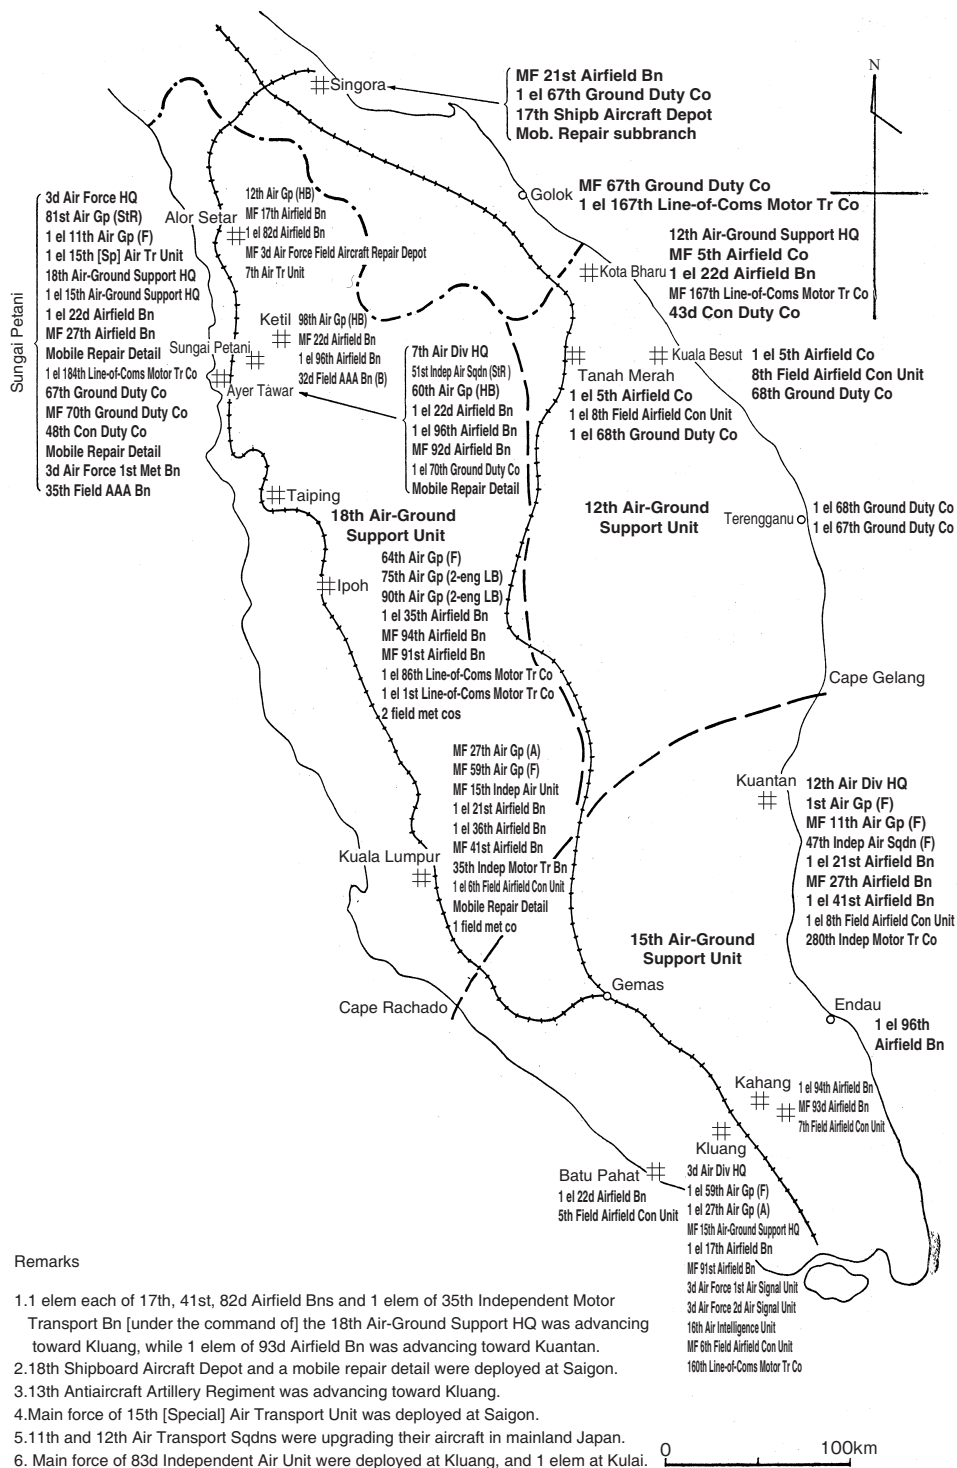 N
Singora
MF 21st Airfield Bn
1 el 67th Ground Duty Co
17th Shipb Aircraft Depot
Mob. Repair subbranch
Golok
MF 67th Ground Duty Co
1 el 167th Line-of-Coms Motor Tr Co
Sungai Petani
3d Air Force HQ
81st Air Gp (StR)
1 el 11th Air Gp (F)
1 el 15th [Sp] Air Tr Unit
18th Air-Ground Support HQ
1 el 15th Air-Ground Support HQ
1 el 22d Airfield Bn
MF 27th Airfield Bn
Mobile Repair Detail
1 el 184th Line-of-Coms Motor Tr Co
67th Ground Duty Co
MF 70th Ground Duty Co
48th Con Duty Co
Mobile Repair Detail
3d Air Force 1st Met Bn
35th Field AAA Bn
Alor Setar
12th Air Gp (HB)
MF 17th Airfield Bn
1 el 82d Airfield Bn
MF 3d Air Force Field Aircraft Repair Depot
7th Air Tr Unit
Kota Bharu
12th Air-Ground Support HQ
MF 5th Airfield Co
1 el 22d Airfield Bn
MF 167th Line-of-Coms Motor Tr Co
43d Con Duty Co
Ketil
98th Air Gp (HB)
MF 22d Airfield Bn
1 el 96th Airfield Bn
32d Field AAA Bn (B)
Sungai Petani
Ayer Tawar
7th Air Div HQ
51st Indep Air Sqdn (StR )
60th Air Gp (HB)
1 el 22d Airfield Bn
1 el 96th Airfield Bn
MF 92d Airfield Bn
1 el 70th Ground Duty Co
Mobile Repair Detail
Tanah Merah
1 el 5th Airfield Co
1 el 8th Field Airfield Con Unit
1 el 68th Ground Duty Co
Kuala Besut
1 el 5th Airfield Co
8th Field Airfield Con Unit
68th Ground Duty Co
Taiping
18th Air-Ground
Support Unit
12th Air-Ground
Support Unit
Terengganu
1 el 68th Ground Duty Co
1 el 67th Ground Duty Co
Ipoh
64th Air Gp (F)
75th Air Gp (2-eng LB)
90th Air Gp (2-eng LB)
1 el 35th Airfield Bn
MF 94th Airfield Bn
MF 91st Airfield Bn
1 el 86th Line-of-Coms Motor Tr Co
1 el 1st Line-of-Coms Motor Tr Co
2 field met cos
Cape Gelang
Kuala Lumpur
MF 27th Air Gp (A)
MF 59th Air Gp (F)
MF 15th Indep Air Unit
1 el 21st Airfield Bn
1 el 36th Airfield Bn
MF 41st Airfield Bn
35th Indep Motor Tr Bn
1 el 6th Field Airfield Con Unit
Mobile Repair Detail
1 field met co
Kuantan
12th Air Div HQ
1st Air Gp (F)
MF 11th Air Gp (F)
47th Indep Air Sqdn (F)
1 el 21st Airfield Bn
MF 27th Airfield Bn
1 el 41st Airfield Bn
1 el 8th Field Airfield Con Unit
280th Indep Motor Tr Co
15th Air-Ground
Support Unit
Gemas
Cape Rachado
Endau
1 el 96th
Airfield Bn
Kahang
1 el 94th Airfield Bn
MF 93d Airfield Bn
7th Field Airfield Con Unit
Kluang
3d Air Div HQ
1 el 59th Air Gp (F)
1 el 27th Air Gp (A)
MF 15th Air-Ground Support HQ
1 el 17th Airfield Bn
MF 91st Airfield Bn
3d Air Force 1st Air Signal Unit
3d Air Force 2d Air Signal Unit
16th Air Intelligence Unit
MF 6th Field Airfield Con Unit
160th Line-of-Coms Motor Tr Co
Batu Pahat
1 el 22d Airfield Bn
5th Field Airfield Con Unit
Remarks
1.1 elem each of 17th, 41st, 82d Airfield Bns and 1 elem of 35th Independent Motor
Transport Bn [under the command of] the 18th Air-Ground Support HQ was advancing
toward Kluang, while 1 elem of 93d Airfield Bn was advancing toward Kuantan.
2.18th Shipboard Aircraft Depot and a mobile repair detail were deployed at Saigon.
3.13th Antiaircraft Artillery Regiment was advancing toward Kluang.
4.Main force of 15th [Special] Air Transport Unit was deployed at Saigon.
5.11th and 12th Air Transport Sqdns were upgrading their aircraft in mainland Japan.
6. Main force of 83d Independent Air Unit were deployed at Kluang, and 1 elem at Kulai.
0 100km